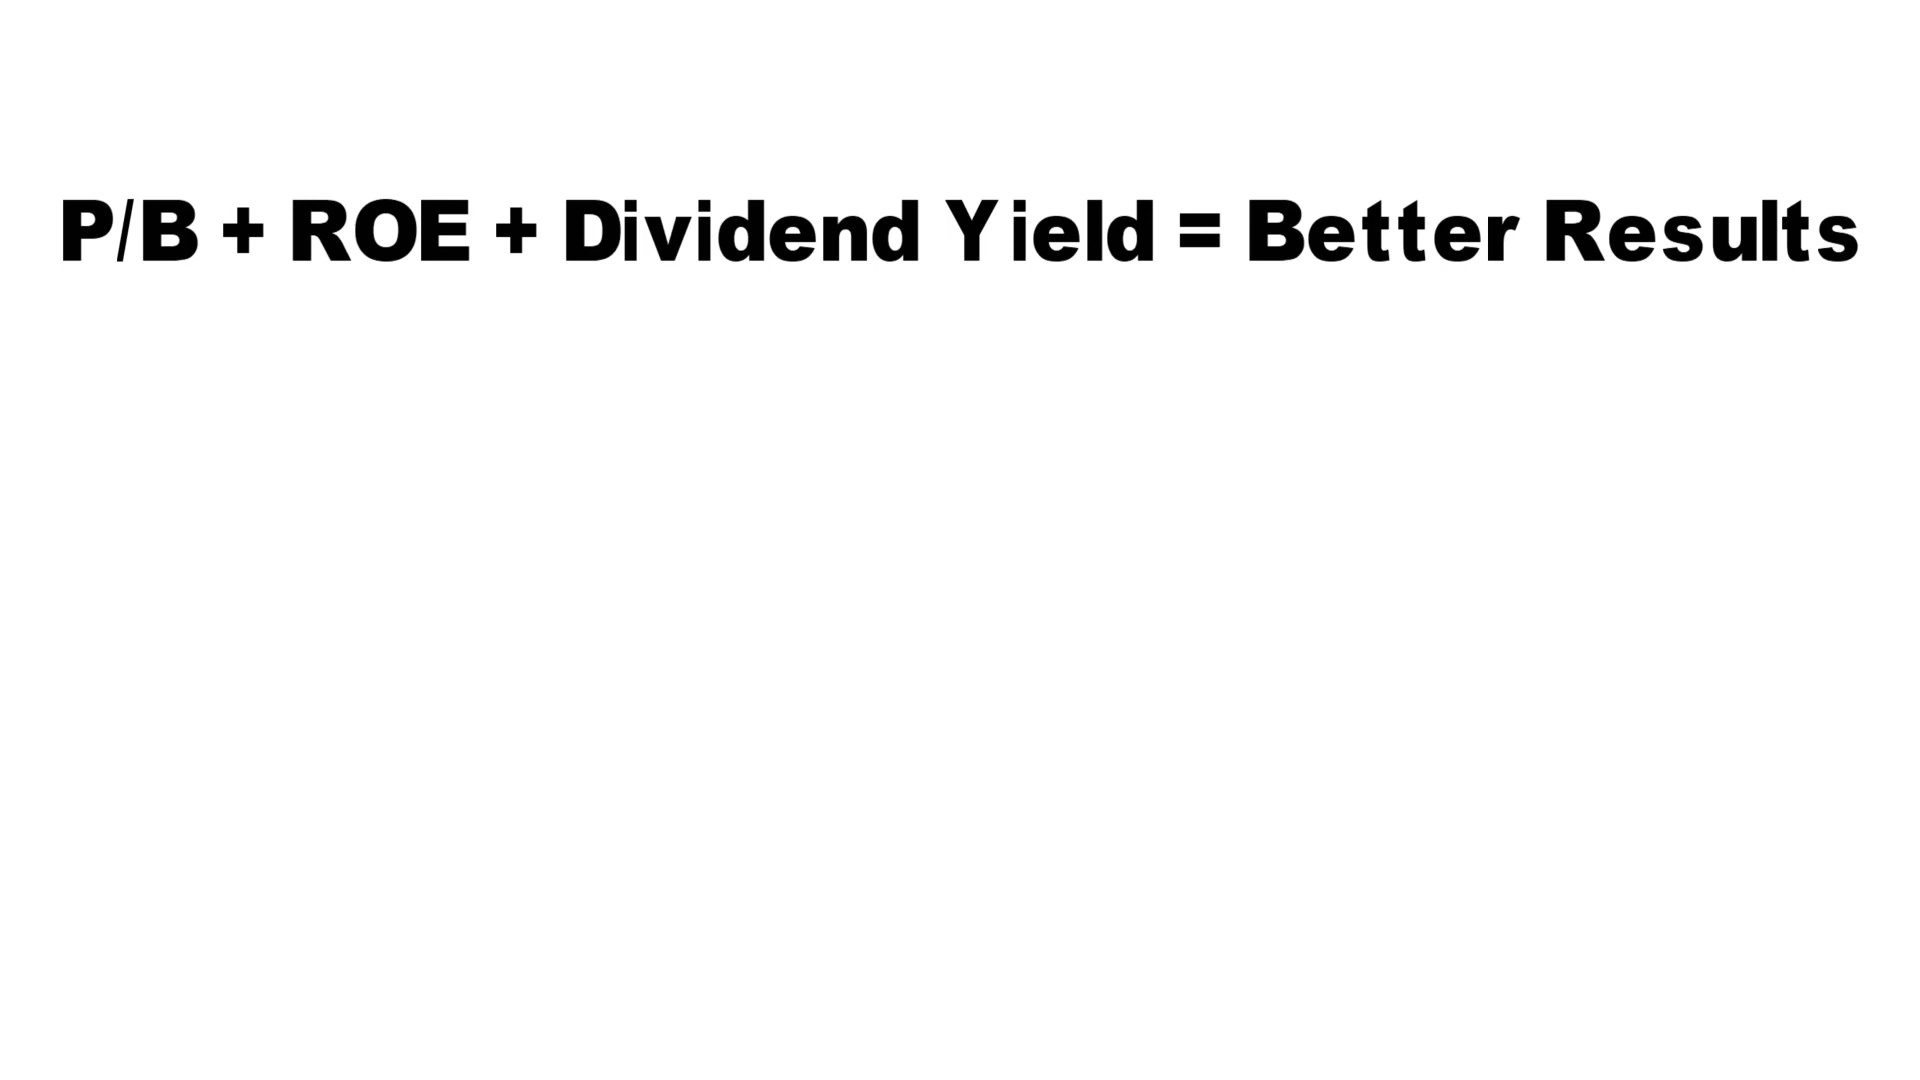 P/B + ROE + Dividend Yield = Better Results